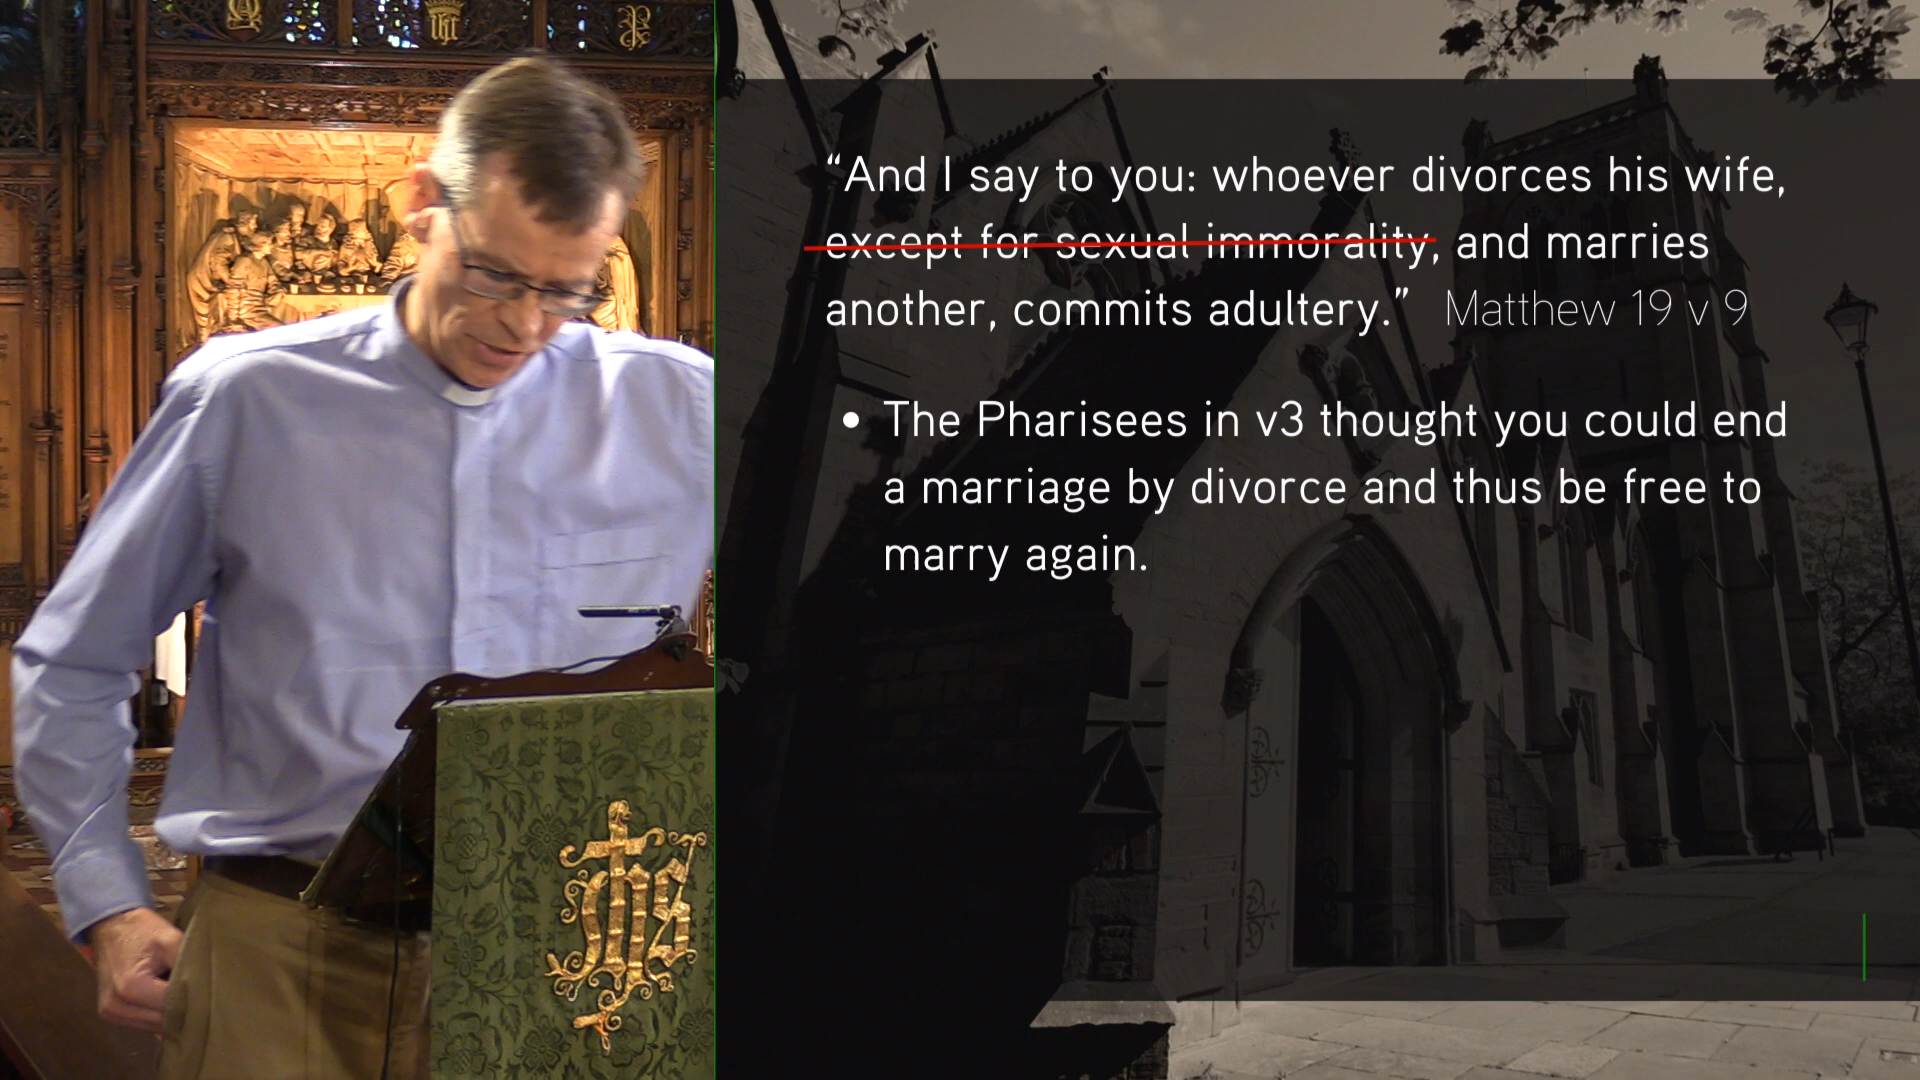 “And I say to you: whoever divorces his wife,
except for sexual immorality, and marries
another, commits adultery.” Matthew 19 v 9
• The Pharisees in v3 thought you could end
a marriage by divorce and thus be free to
marry again.
ihs